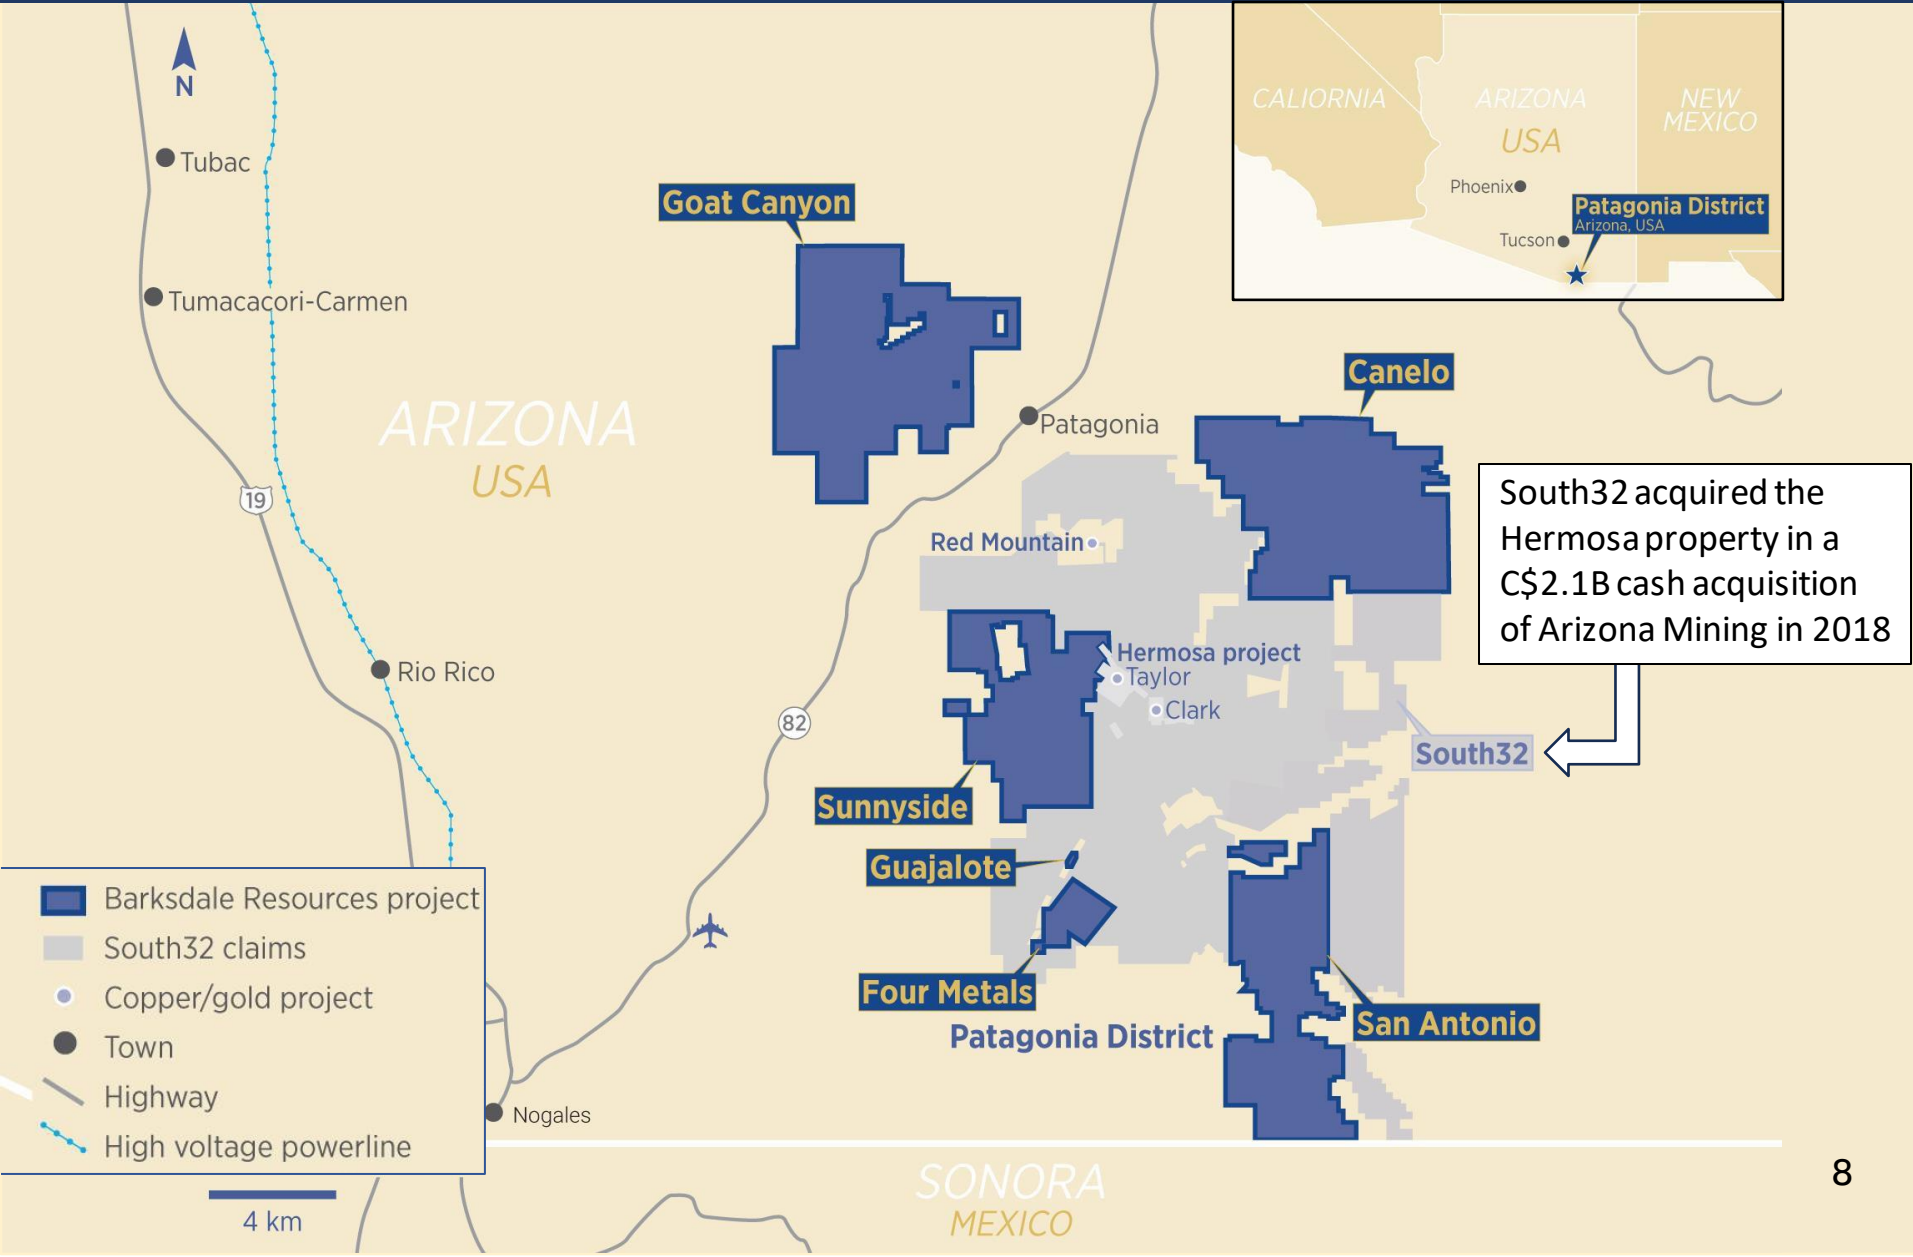 N
Tubac
Tumacacori-Carmen
ARIZONA
USA
19
Rio Rico
Goat Canyon
Patagonia
82
Red Mountain
Canelo
Hermosa project
Taylor
Clark
South32
Sunnyside
Guajalote
Four Metals
Patagonia District
San Antonio
Nogales
CALIORNIA
ARIZONA
USA
NEW
MEXICO
Phoenix
Tucson
Patagonia District
Arizona, USA
South32 acquired the
Hermosa property in a
C$2.1B cash acquisition
of Arizona Mining in 2018
Barksdale Resources project
South32 claims
Copper/gold project
Town
Highway
High voltage powerline
4 km
SONORA
MEXICO
8